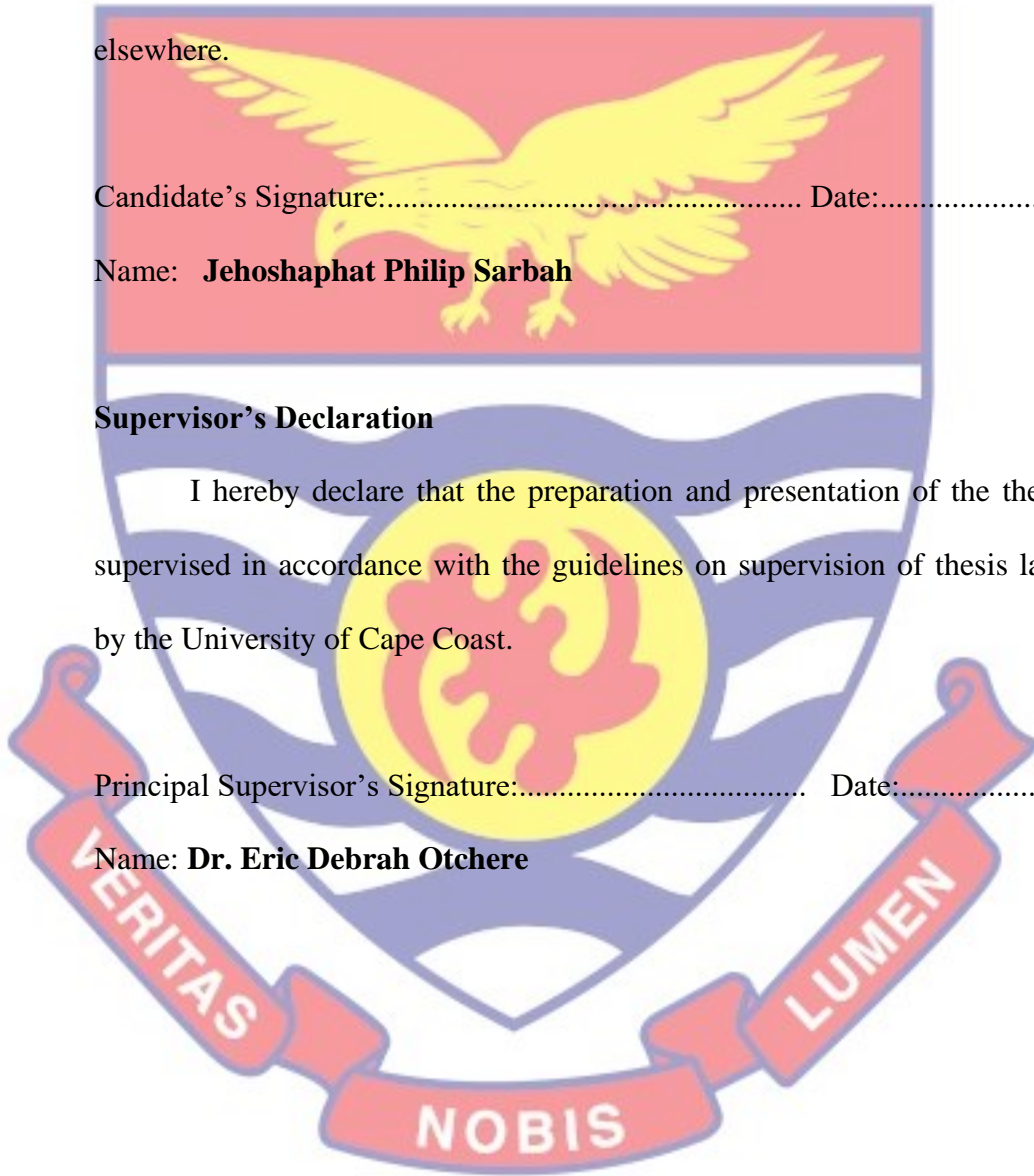 elsewhere.
Candidate’s Signature:.................................................... Date:...................
Name: Jehoshaphat Philip Sarbah
Supervisor’s Declaration
I hereby declare that the preparation and presentation of the the
supervised in accordance with the guidelines on supervision of thesis la
by the University of Cape Coast.
Principal Supervisor’s Signature:.................................... Date:.................
Name: Dr. Eric Debrah Otchere
VERITAS
NOBIS
LUMEN